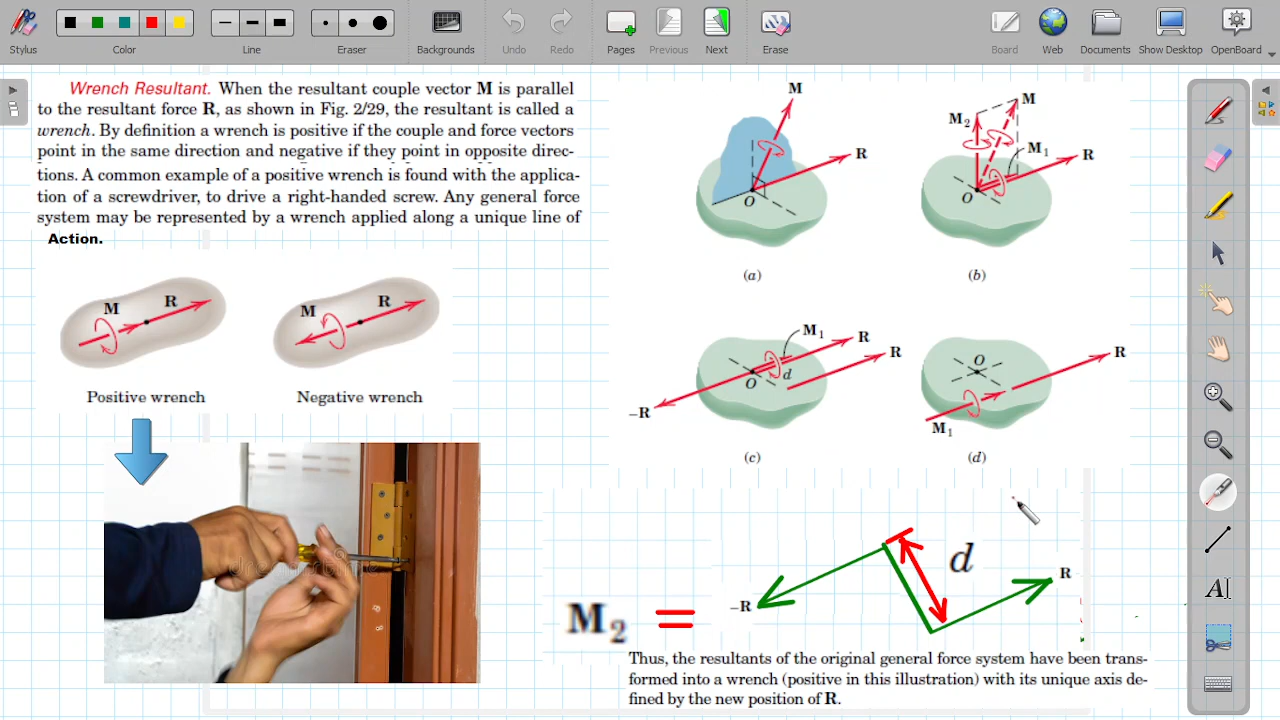 Stylus
Color
Line
Eraser
Backgrounds
Undo
Redo
Pages
Previous
Next
Erase
Board
Web
Documents
Show Desktop
OpenBoard
Wrench Resultant. When the resultant couple vector M is parallel
to the resultant force R, as shown in Fig. 2/29, the resultant is called a
wrench. By definition a wrench is positive if the couple and force vectors
point in the same direction and negative if they point in opposite direc-
tions. A common example of a positive wrench is found with the applica-
tion of a screwdriver, to drive a right-handed screw. Any general force
system may be represented by a wrench applied along a unique line of
Action.
M R
Positive wrench
M R
Negative wrench
M
R
O
(a)
M
M2
M1
R
O
(b)
M1
R
R
d
O
–R
(c)
O
R
M1
(d)
M2 =
–R
d
R
Thus, the resultants of the original general force system have been trans-
formed into a wrench (positive in this illustration) with its unique axis de-
fined by the new position of R.
AI